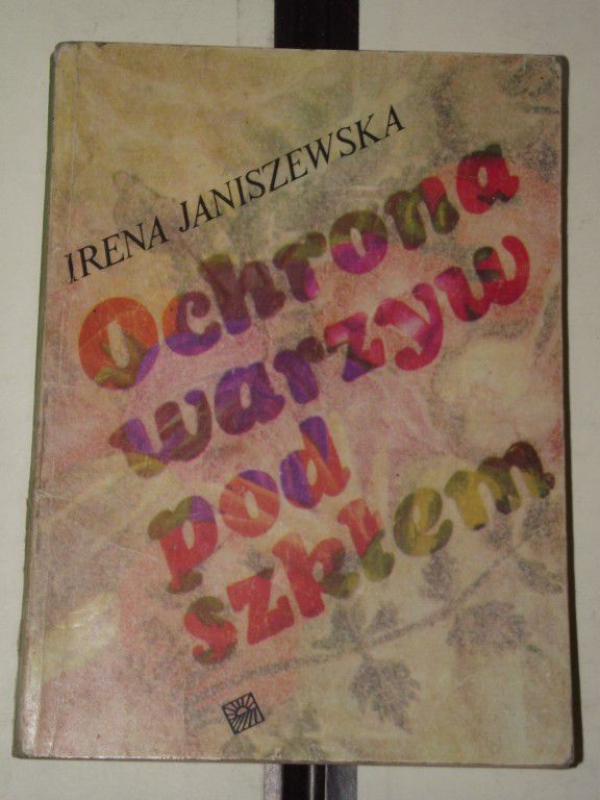 IRENA JANISZEWSKA
Ochrona
warzyw
pod
szkłem